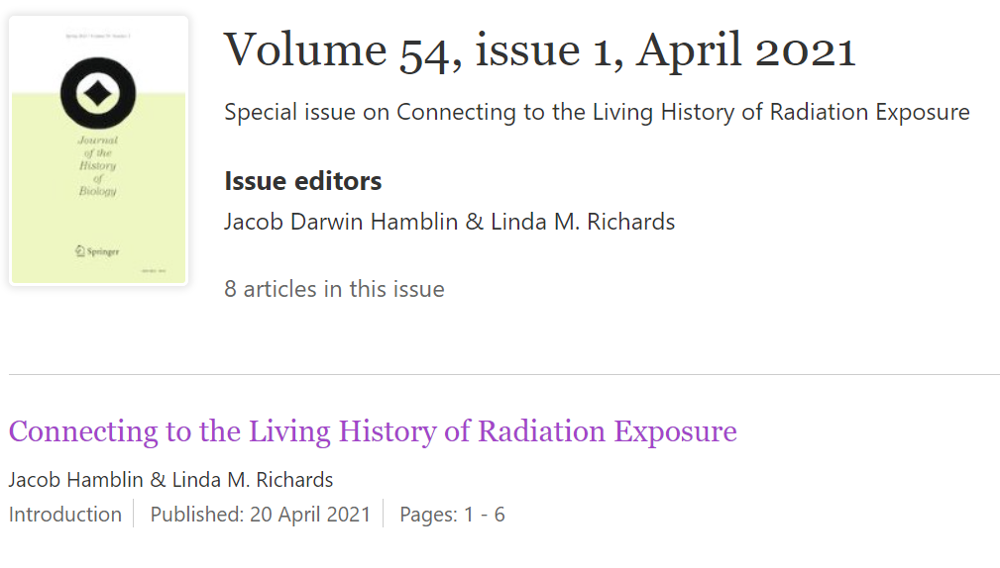 Volume 54, issue 1, April 2021
Special issue on Connecting to the Living History of Radiation Exposure
Issue editors
Jacob Darwin Hamblin & Linda M. Richards
8 articles in this issue
Journal
of the
History
of
Biology
Springer
Connecting to the Living History of Radiation Exposure
Jacob Hamblin & Linda M. Richards
Introduction Published: 20 April 2021 Pages: 1 - 6